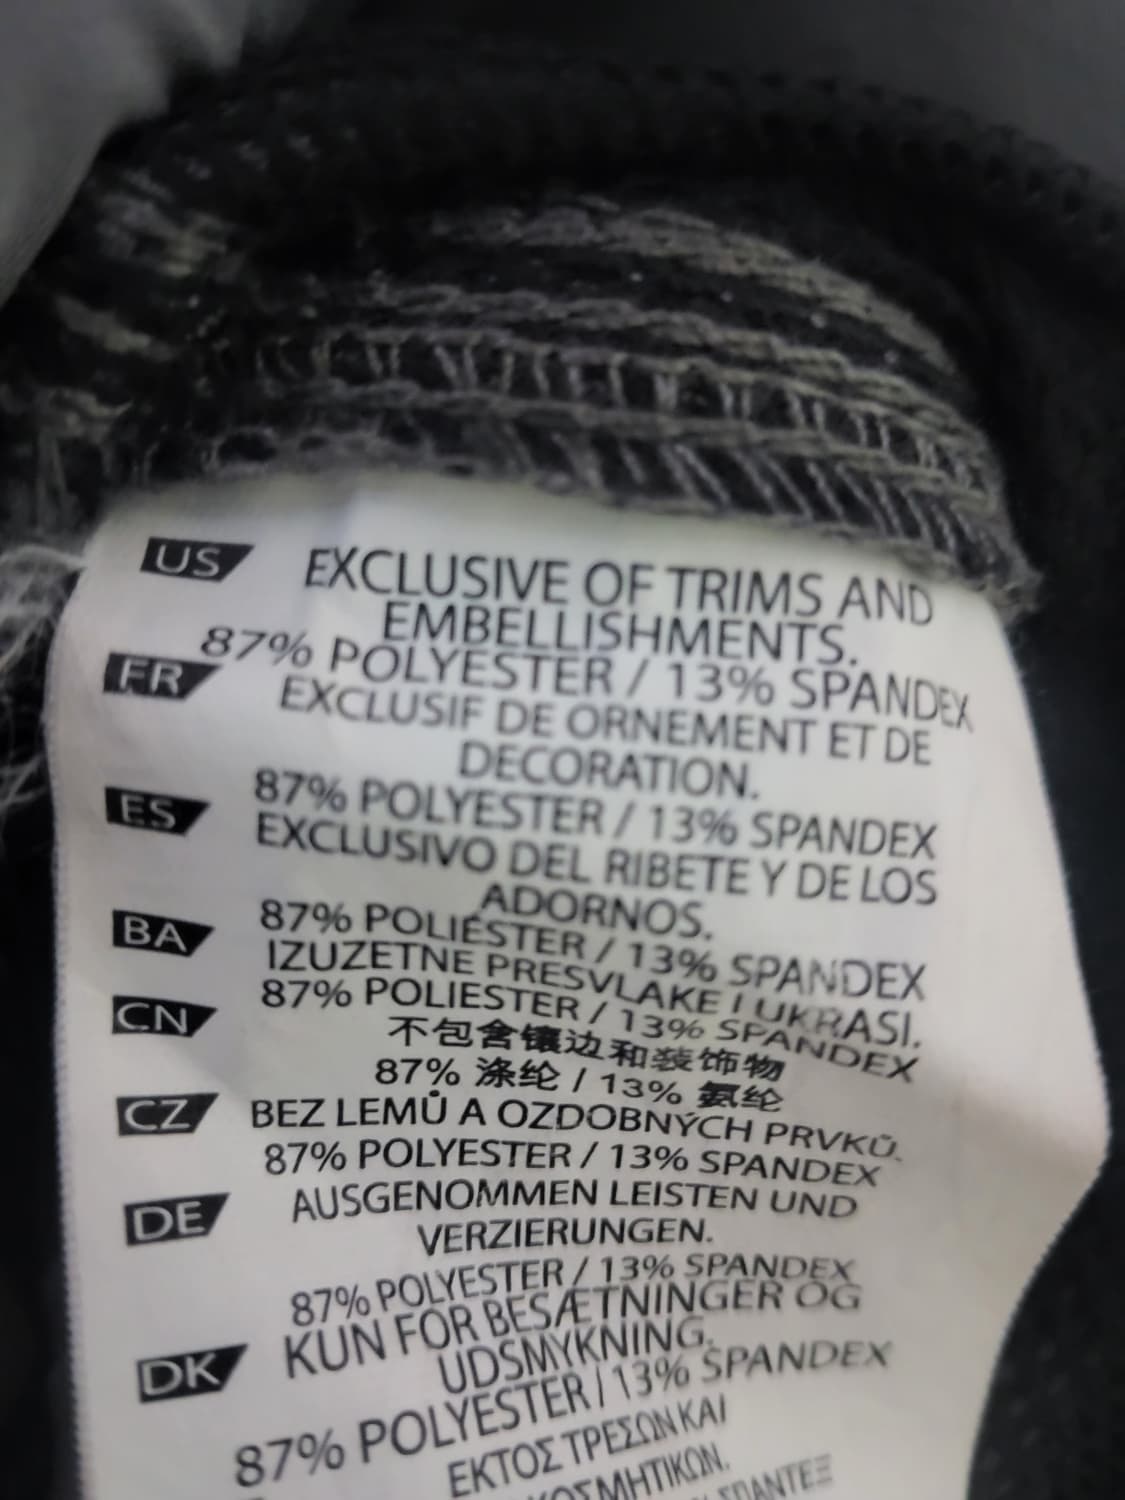 US EXCLUSIVE OF TRIMS AND
EMBELLISHMENTS.
87% POLYESTER / 13% SPANDEX
FR EXCLUSIF DE ORNEMENT ET DE
DECORATION.
87% POLYESTER / 13% SPANDEX
ES EXCLUSIVO DEL RIBETE Y DE LOS
ADORNOS.
87% POLIÉSTER / 13% SPANDEX
BA IZUZETNE PRESVLAKE I UKRASI.
87% POLIESTER / 13% SPANDEX
CN 不包含镶边和装饰物
87% 涤纶 / 13% 氨纶
CZ BEZ LEMŮ A OZDOBNÝCH PRVKŮ.
87% POLYESTER / 13% SPANDEX
DE AUSGENOMMEN LEISTEN UND
VERZIERUNGEN.
87% POLYESTER / 13% SPANDEX
DK KUN FOR BESÆTNINGER OG
UDSMYKNING.
87% POLYESTER / 13% SPANDEX
ΕΚΤΟΣ ΤΡΕΣΩΝ ΚΑΙ
ΚΟΣΜΗΤΙΚΩΝ.
ΣΠΑΝΤΕΞ